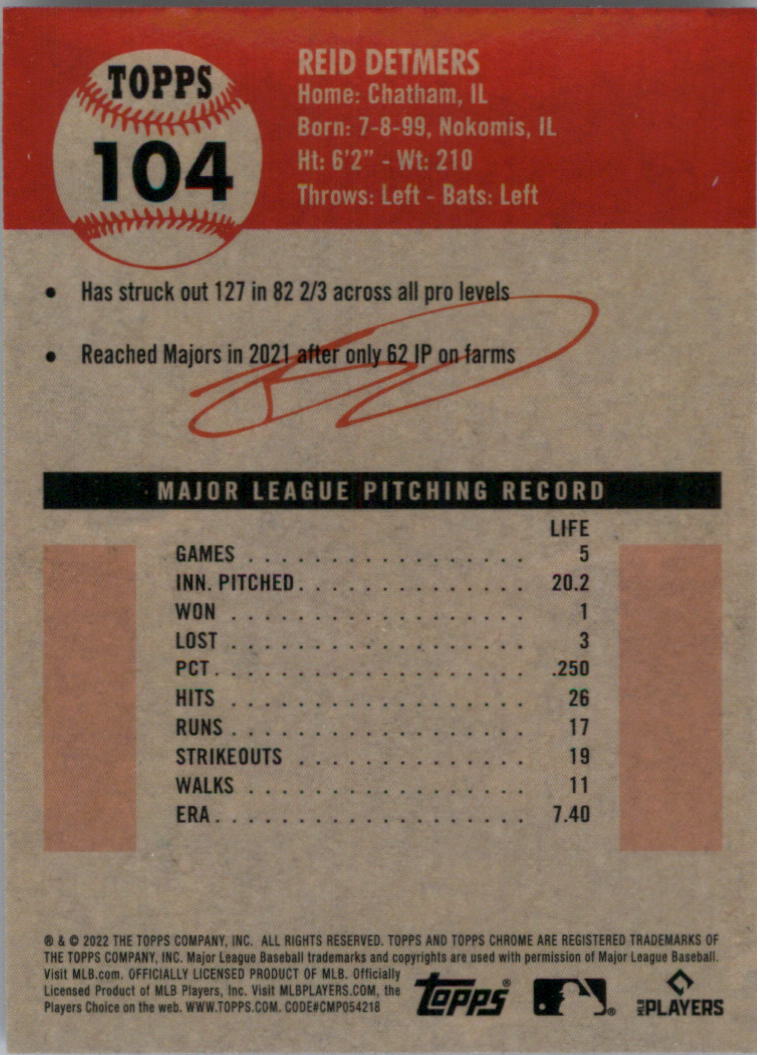 TOPPS
104
REID DETMERS
Home: Chatham, IL
Born: 7-8-99, Nokomis, IL
Ht: 6'2" - Wt: 210
Throws: Left - Bats: Left
• Has struck out 127 in 82 2/3 across all pro levels
• Reached Majors in 2021 after only 62 IP on farms
MAJOR LEAGUE PITCHING RECORD
LIFE
GAMES . . . . . . . . . . . . . . . . . 5
INN. PITCHED . . . . . . . . . . . . . . 20.2
WON . . . . . . . . . . . . . . . . . . 1
LOST . . . . . . . . . . . . . . . . . . 3
PCT . . . . . . . . . . . . . . . . . . .250
HITS . . . . . . . . . . . . . . . . . . 26
RUNS . . . . . . . . . . . . . . . . . . 17
STRIKEOUTS . . . . . . . . . . . . . . 19
WALKS . . . . . . . . . . . . . . . . . 11
ERA . . . . . . . . . . . . . . . . . . 7.40
® & © 2022 THE TOPPS COMPANY, INC. ALL RIGHTS RESERVED. TOPPS AND TOPPS CHROME ARE REGISTERED TRADEMARKS OF
THE TOPPS COMPANY, INC. Major League Baseball trademarks and copyrights are used with permission of Major League Baseball.
Visit MLB.com. OFFICIALLY LICENSED PRODUCT OF MLB. Officially
Licensed Product of MLB Players, Inc. Visit MLBPLAYERS.COM, the
Players Choice on the web. WWW.TOPPS.COM. CODE#CMP054218
Topps®
®
MLB PLAYERS